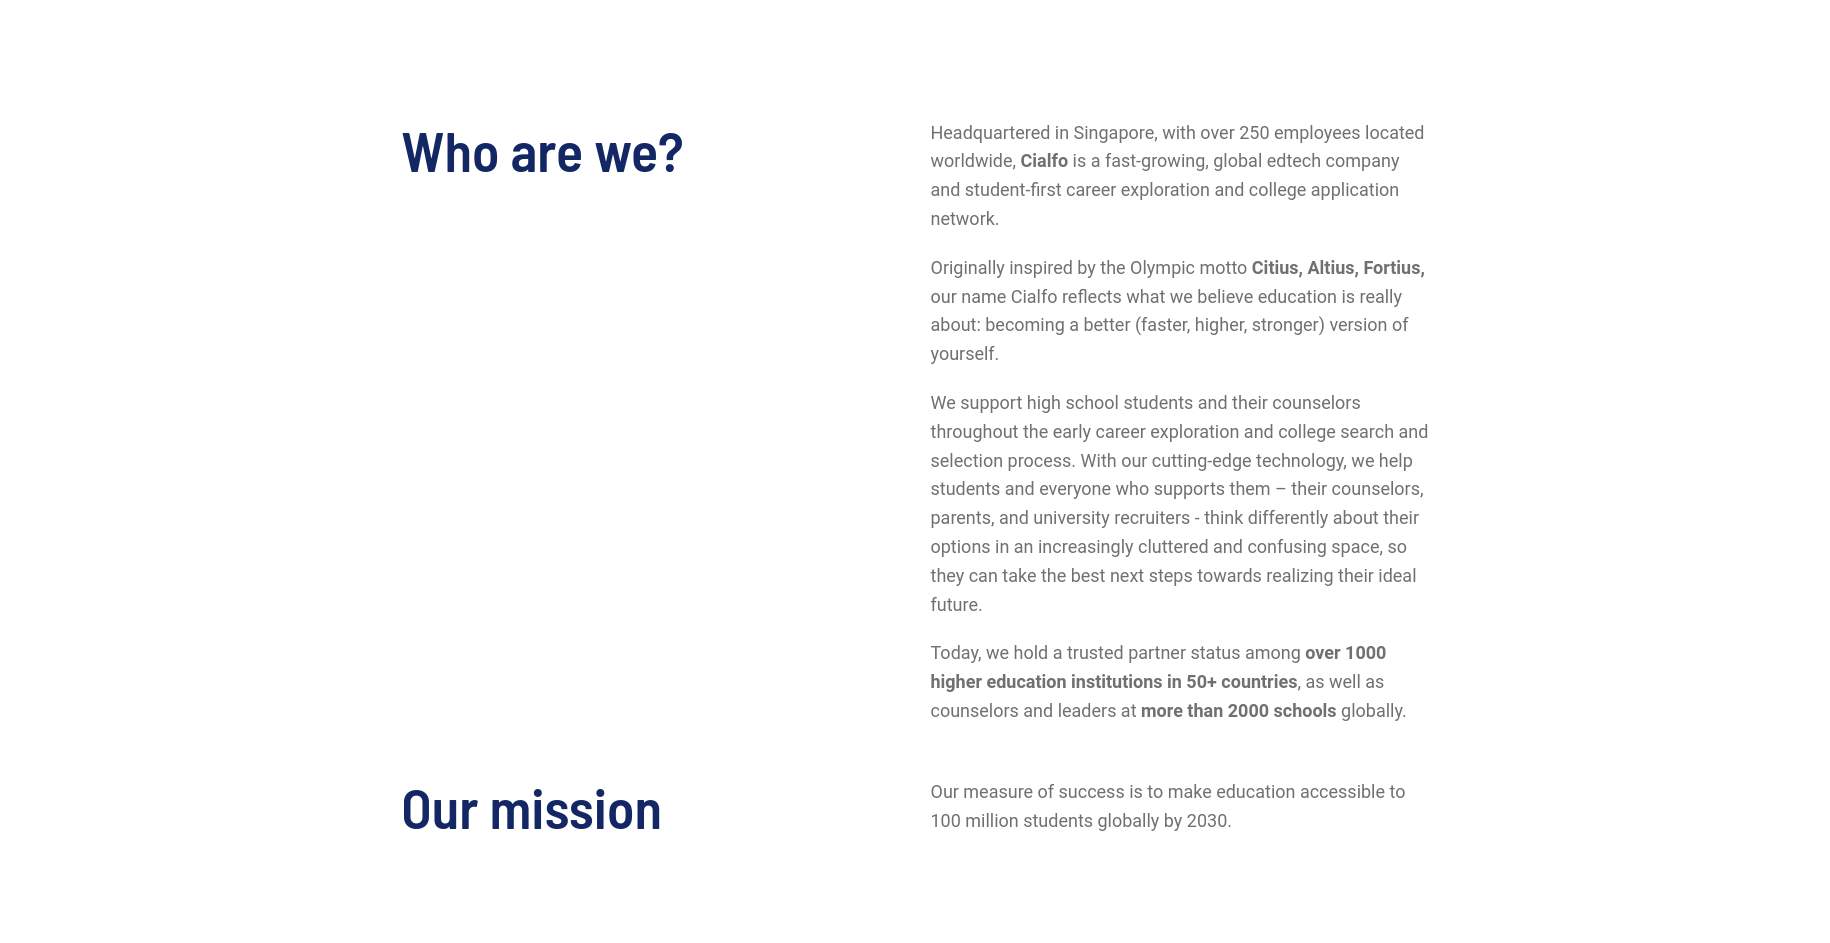 Who are we?
Headquartered in Singapore, with over 250 employees located
worldwide, Cialfo is a fast-growing, global edtech company
and student-first career exploration and college application
network.
Originally inspired by the Olympic motto Citius, Altius, Fortius,
our name Cialfo reflects what we believe education is really
about: becoming a better (faster, higher, stronger) version of
yourself.
We support high school students and their counselors
throughout the early career exploration and college search and
selection process. With our cutting-edge technology, we help
students and everyone who supports them – their counselors,
parents, and university recruiters - think differently about their
options in an increasingly cluttered and confusing space, so
they can take the best next steps towards realizing their ideal
future.
Today, we hold a trusted partner status among over 1000
higher education institutions in 50+ countries, as well as
counselors and leaders at more than 2000 schools globally.
Our mission
Our measure of success is to make education accessible to
100 million students globally by 2030.